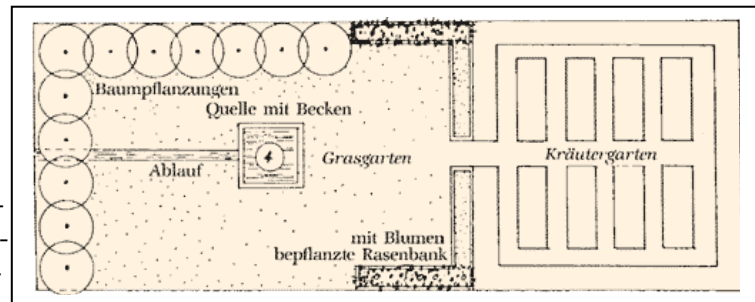 Baumpflanzungen
Quelle mit Becken
Ablauf
Grasgarten
Kräutergarten
mit Blumen
bepflanzte Rasenbank